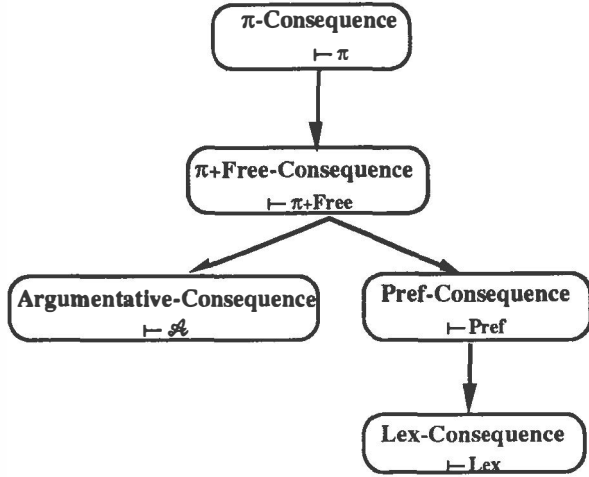 π-Consequence
⊢ π
π+Free-Consequence
⊢ π+Free
Argumentative-Consequence
⊢ 𝒜
Pref-Consequence
⊢ Pref
Lex-Consequence
⊢ Lex